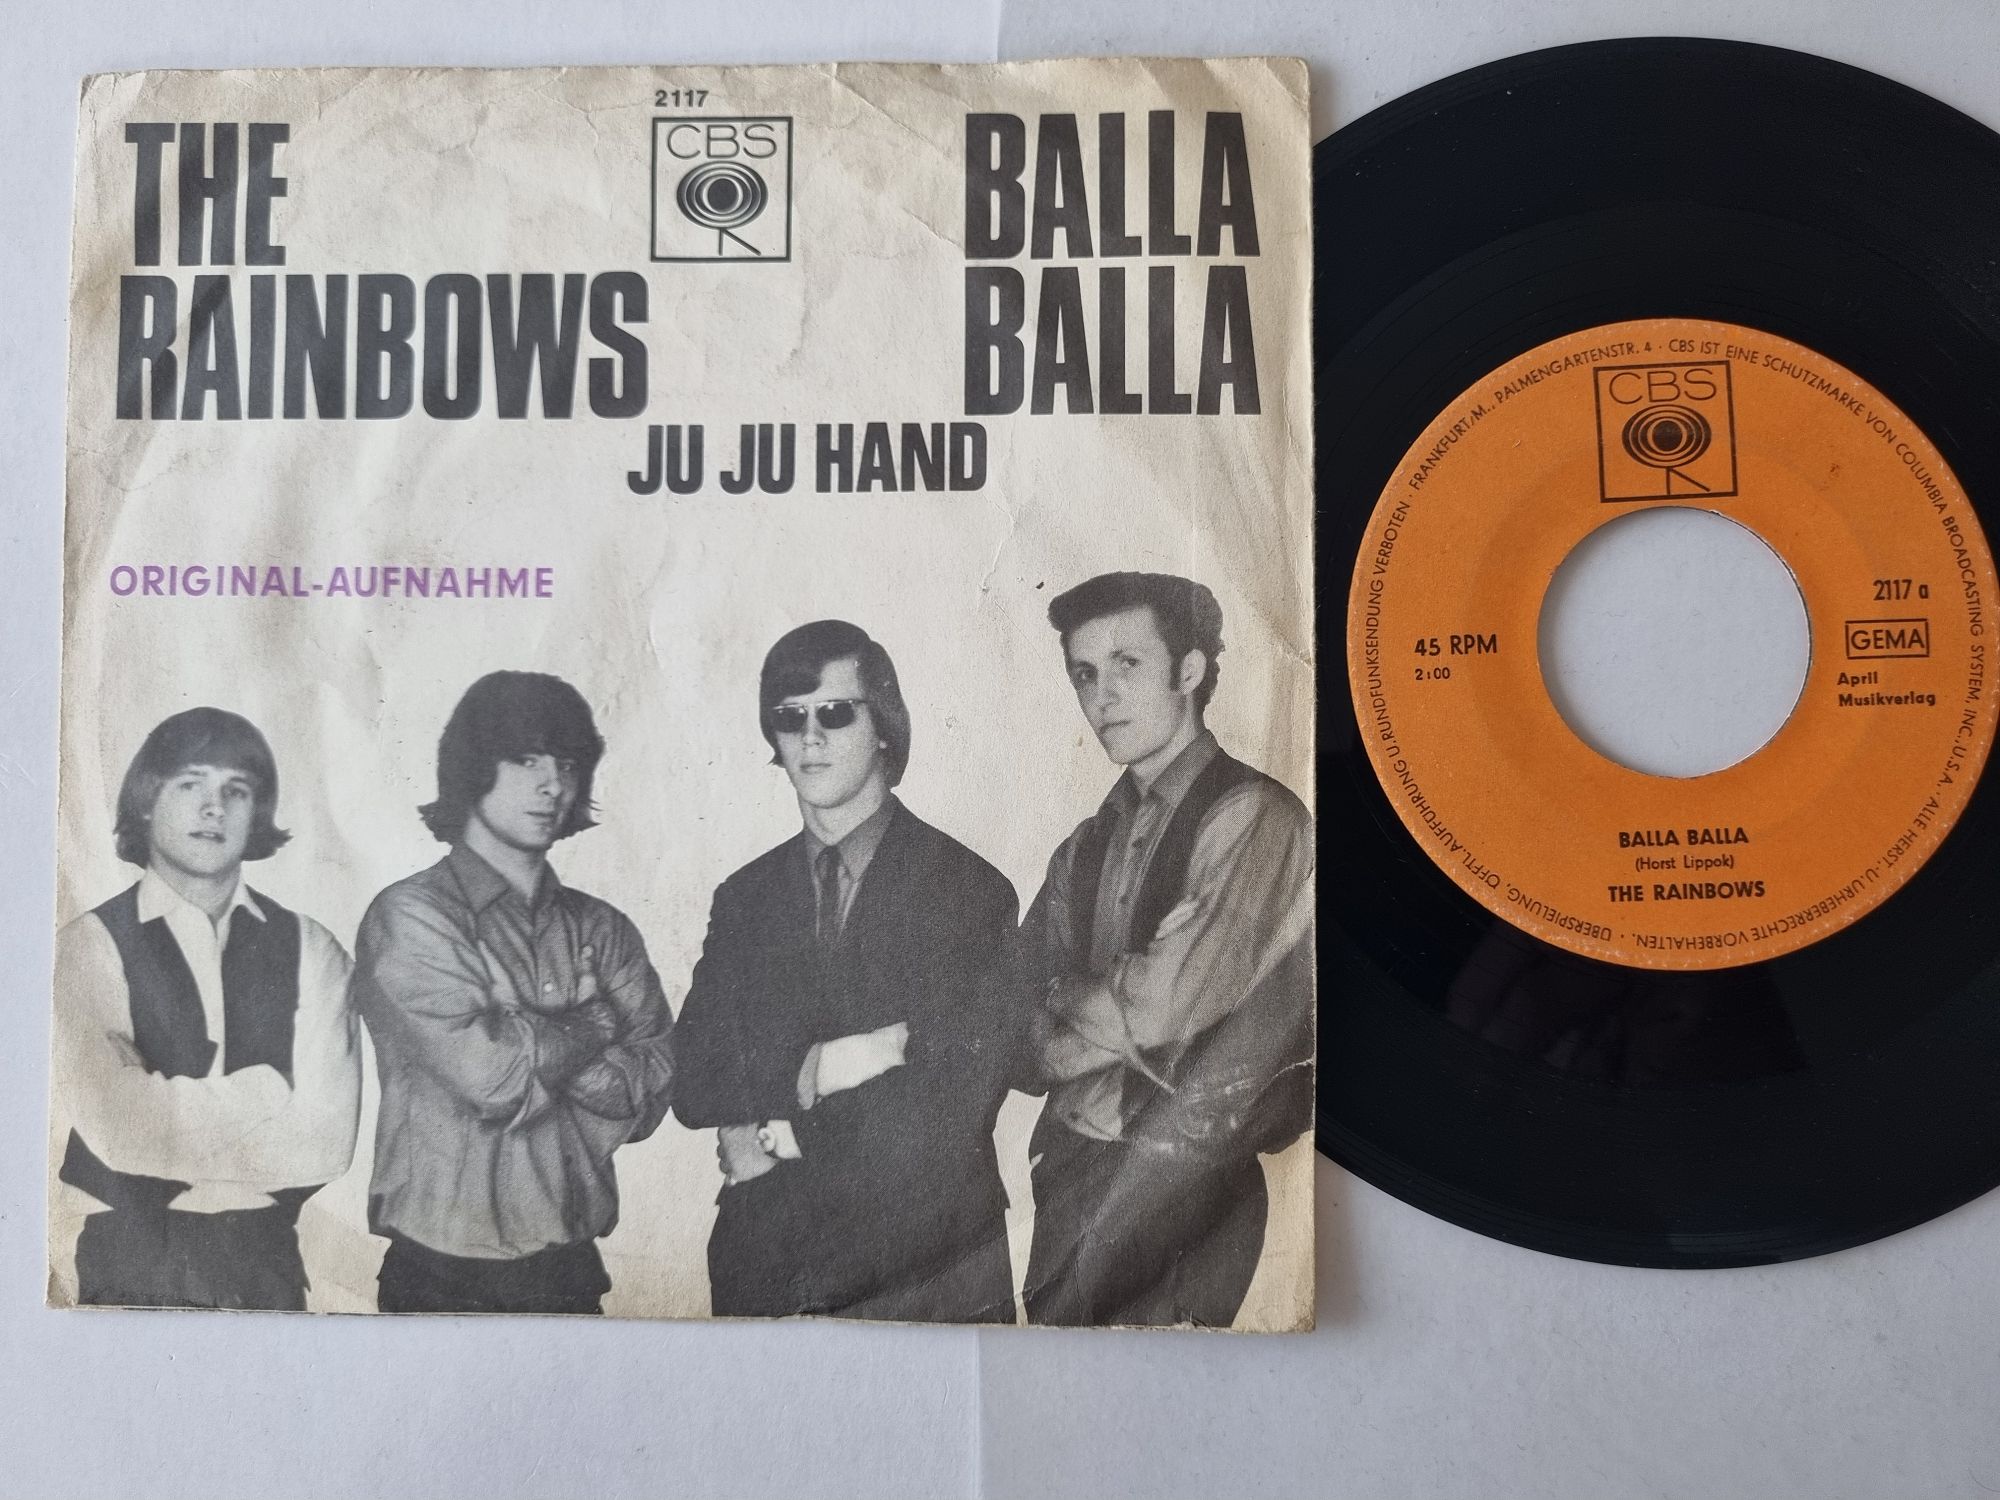 2117
CBS
THE
RAINBOWS
BALLA
BALLA
JU JU HAND
ORIGINAL-AUFNAHME
FRANKFURT/M., PALMENGARTENSTR. 4 · CBS IST EINE SCHUTZMARKE VON COLUMBIA BROADCASTING SYSTEM, INC., U.S.A. ALLE HERST.-U.URHEBERRECHTE VORBEHALTEN. · ÜBERSPIELUNG, ÖFFTL. AUFFÜHRUNG U.RUNDFUNKSENDUNG VERBOTEN ·
CBS
2117 a
GEMA
45 RPM
2:00
April
Musikverlag
BALLA BALLA
(Horst Lippok)
THE RAINBOWS